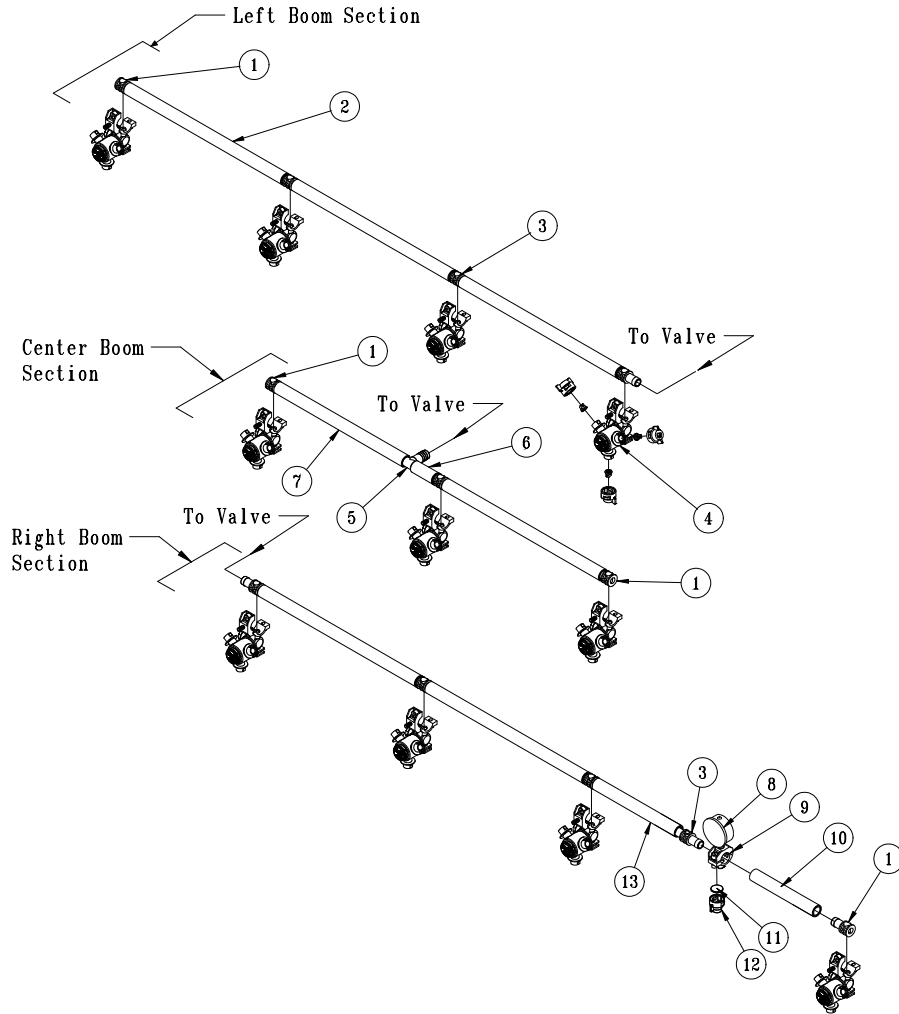 Left Boom Section
1
2
3
To Valve
Center Boom
Section
1
To Valve
6
7
5
4
Right Boom
Section
To Valve
1
3
8
9
10
1
13
11
12